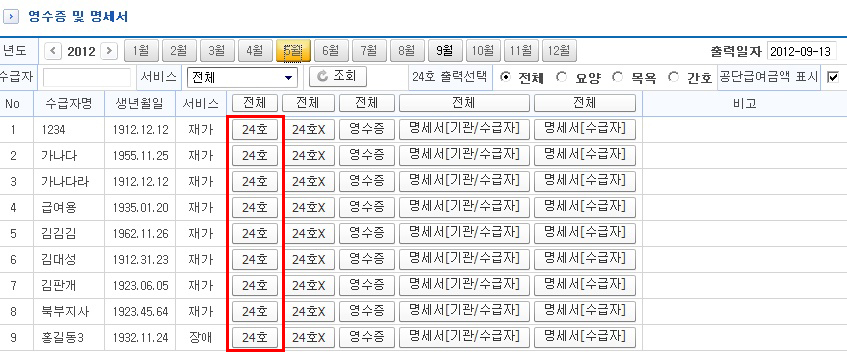 영수증 및 명세서
년도 2012 1월 2월 3월 4월 5월 6월 7월 8월 9월 10월 11월 12월 출력일자 2012-09-13
수급자 서비스 전체 조회 24호 출력선택 전체 요양 목욕 간호 공단급여금액 표시
No 수급자명 생년월일 서비스 전체 전체 전체 전체 전체 비고
1 1234 1912.12.12 재가 24호 24호X 영수증 명세서[기관/수급자] 명세서[수급자]
2 가나다 1955.11.25 재가 24호 24호X 영수증 명세서[기관/수급자] 명세서[수급자]
3 가나다라 1912.12.12 재가 24호 24호X 영수증 명세서[기관/수급자] 명세서[수급자]
4 급여용 1935.01.20 재가 24호 24호X 영수증 명세서[기관/수급자] 명세서[수급자]
5 김김김 1962.11.26 재가 24호 24호X 영수증 명세서[기관/수급자] 명세서[수급자]
6 김대성 1912.31.23 재가 24호 24호X 영수증 명세서[기관/수급자] 명세서[수급자]
7 김판개 1923.06.05 재가 24호 24호X 영수증 명세서[기관/수급자] 명세서[수급자]
8 북부지사 1923.45.64 재가 24호 24호X 영수증 명세서[기관/수급자] 명세서[수급자]
9 홍길동3 1932.11.24 장애 24호 24호X 영수증 명세서[기관/수급자] 명세서[수급자]